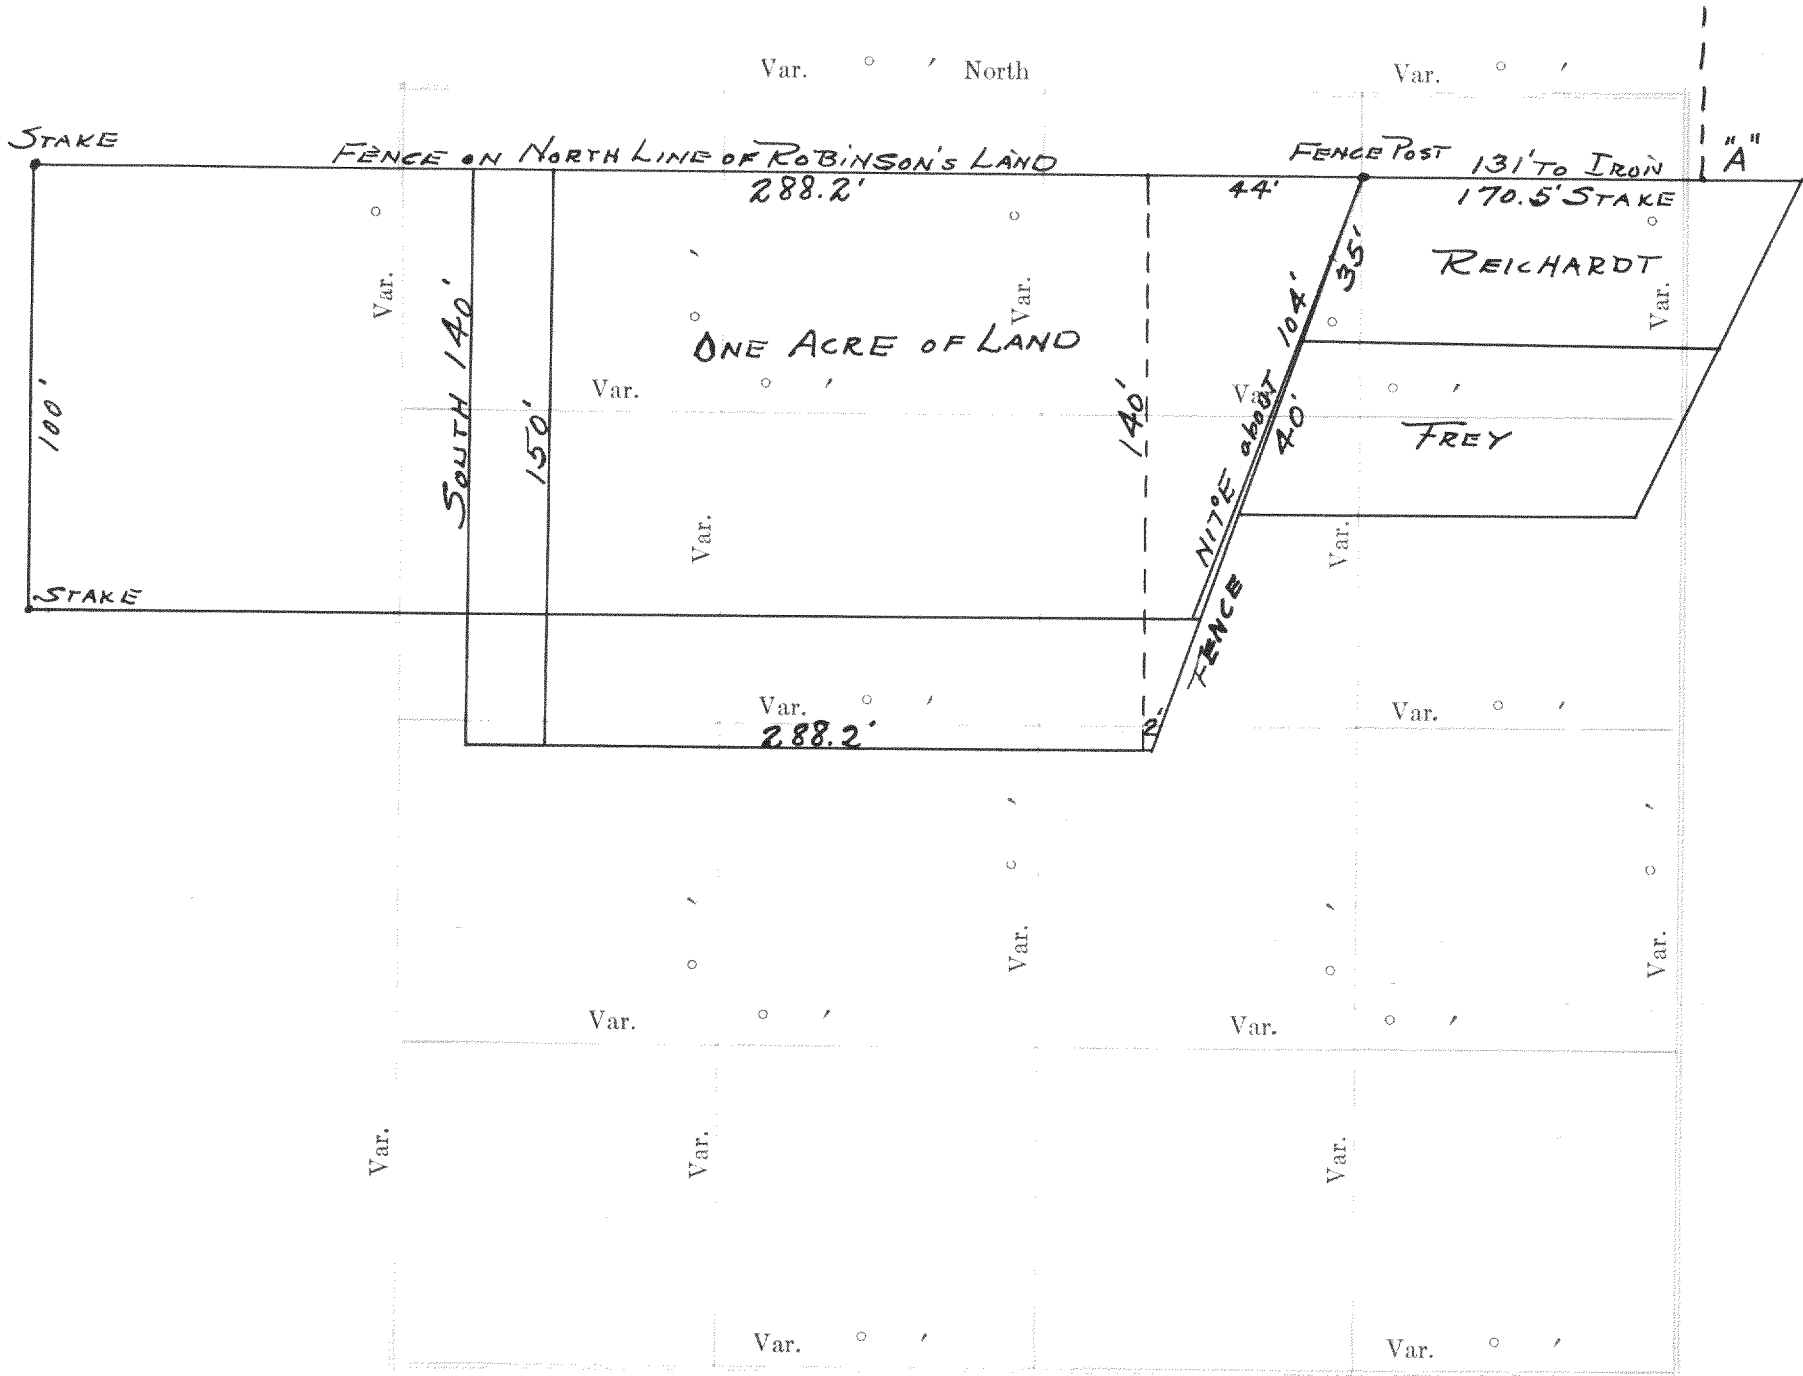 Var. ° ′ North
Var. ° ′
STAKE
FENCE ON NORTH LINE OF ROBINSON'S LAND
FENCE POST
131' TO IRON
"A"
288.2'
44'
170.5' STAKE
Var. °
° ′
Var. °
35'
REICHARDT
Var. °
SOUTH 140'
104'
ONE ACRE OF LAND
100'
150'
Var. ° ′
140'
N17°E about
Var. ° ′
40'
FREY
Var.
Var. °
STAKE
FENCE
Var. ° ′
288.2'
2'
Var. ° ′
Var. ° ′
° ′
° ′
Var. ° ′
Var. ° ′
Var. ° ′
Var.
Var.
Var.
Var. ° ′
Var. ° ′